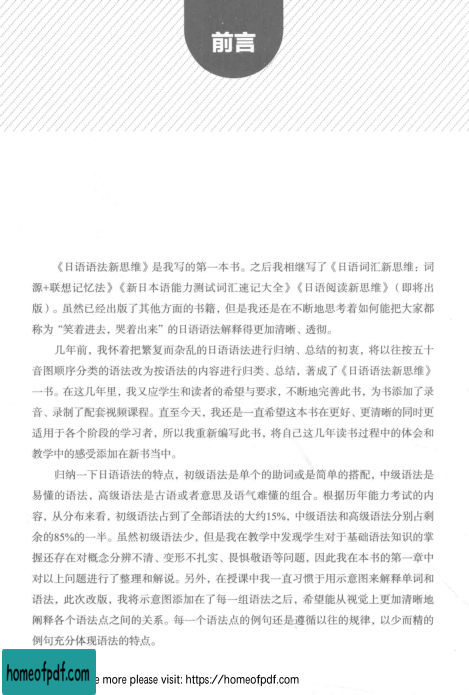 前言
《日语语法新思维》是我写的第一本书。之后我相继写了《日语词汇新思维：词
源+联想记忆法》《新日本语能力测试词汇速记大全》《日语阅读新思维》（即将出
版）。虽然已经出版了其他方面的书籍，但是我还是在不断地思考着如何能把大家都
称为“笑着进去，哭着出来”的日语语法解释得更加清晰、透彻。
几年前，我怀着把繁复而杂乱的日语语法进行归纳、总结的初衷，将以往按五十
音图顺序分类的语法改为按语法的内容进行归类、总结，著成了《日语语法新思维》
一书。在这几年里，我又应学生和读者的希望与要求，不断地完善此书，为书添加了录
音、录制了配套视频课程。直至今天，我还是一直希望这本书在更好、更清晰的同时更
适用于各个阶段的学习者，所以我重新编写此书，将自己这几年读书过程中的体会和
教学中的感受添加在新书当中。
归纳一下日语语法的特点，初级语法是单个的助词或是简单的搭配，中级语法是
易懂的语法，高级语法是古语或者意思及语气难懂的组合。根据历年能力考试的内
容，从分布来看，初级语法占到了全部语法的大约15%，中级语法和高级语法分别占剩
余的85%的一半。虽然初级语法少，但是我在教学中发现学生对于基础语法知识的掌
握还存在对概念分辨不清、变形不扎实、畏惧敬语等问题，因此我在本书的第一章中
对以上问题进行了整理和解说。另外，在授课中我一直习惯于用示意图来解释单词和
语法，此次改版，我将示意图添加在了每一组语法之后，希望能从视觉上更加清晰地
阐释各个语法点之间的关系。每一个语法点的例句还是遵循以往的规律，以少而精的
例句充分体现语法的特点。
homeofpdf.com
e more please visit: https://homeofpdf.com